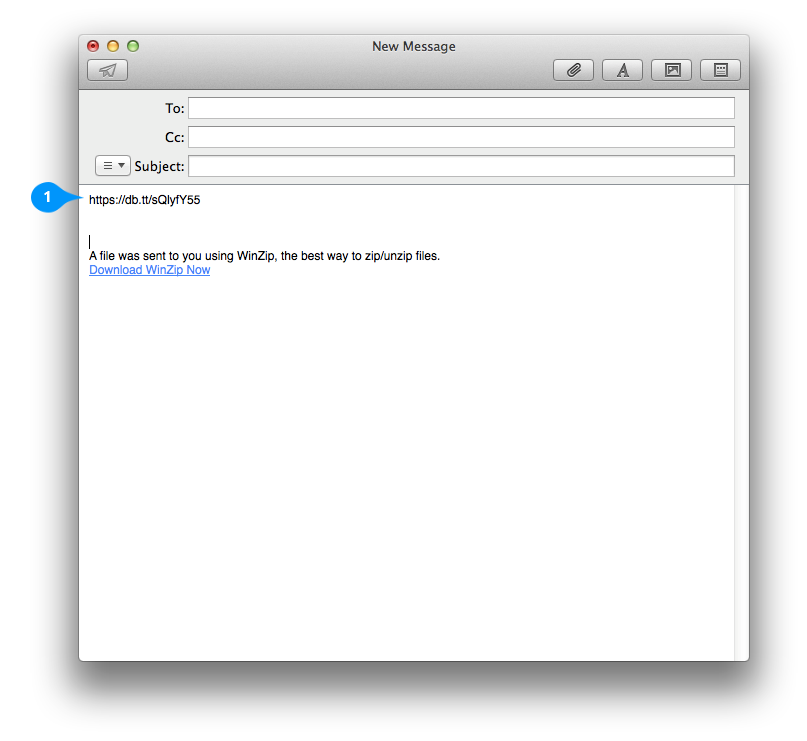 New Message
To:
Cc:
Subject:
1
https://db.tt/sQlyfY55
A file was sent to you using WinZip, the best way to zip/unzip files.
Download WinZip Now